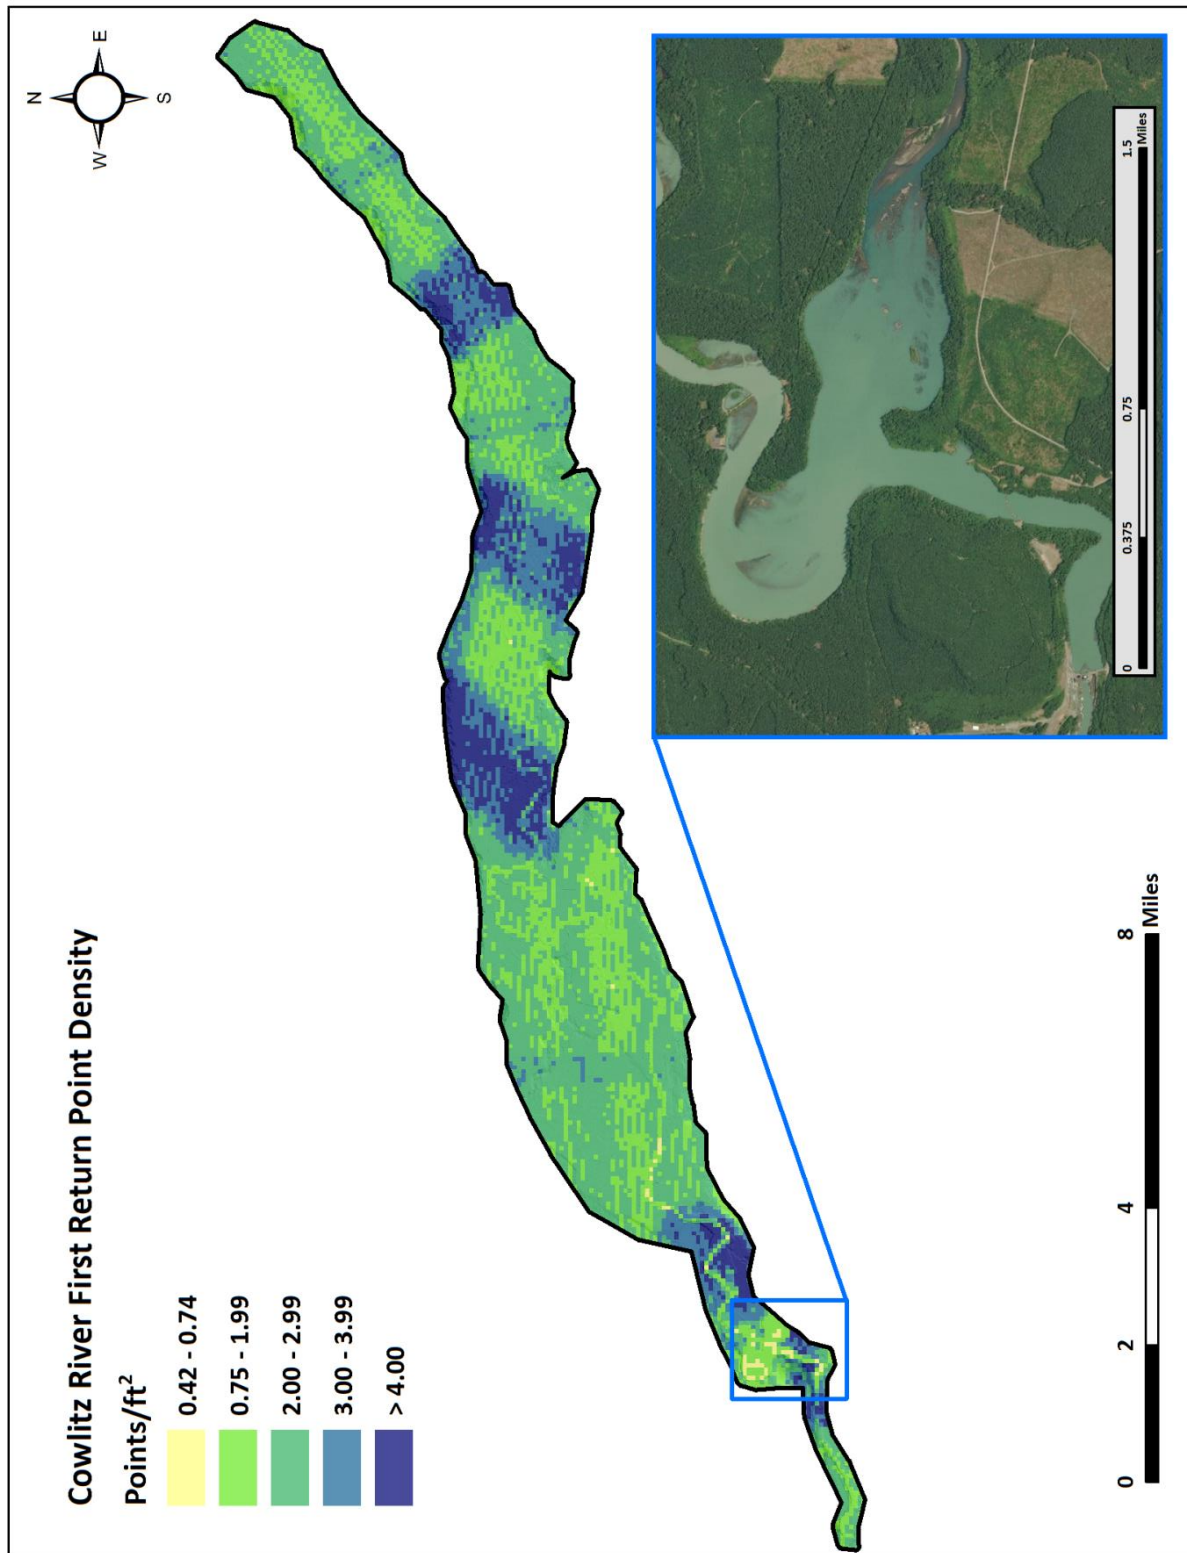 Cowlitz River First Return Point Density
Points/ft²
0.42 - 0.74
0.75 - 1.99
2.00 - 2.99
3.00 - 3.99
> 4.00
N
W
E
S
0
0.375
0.75
1.5
Miles
0
2
4
8
Miles